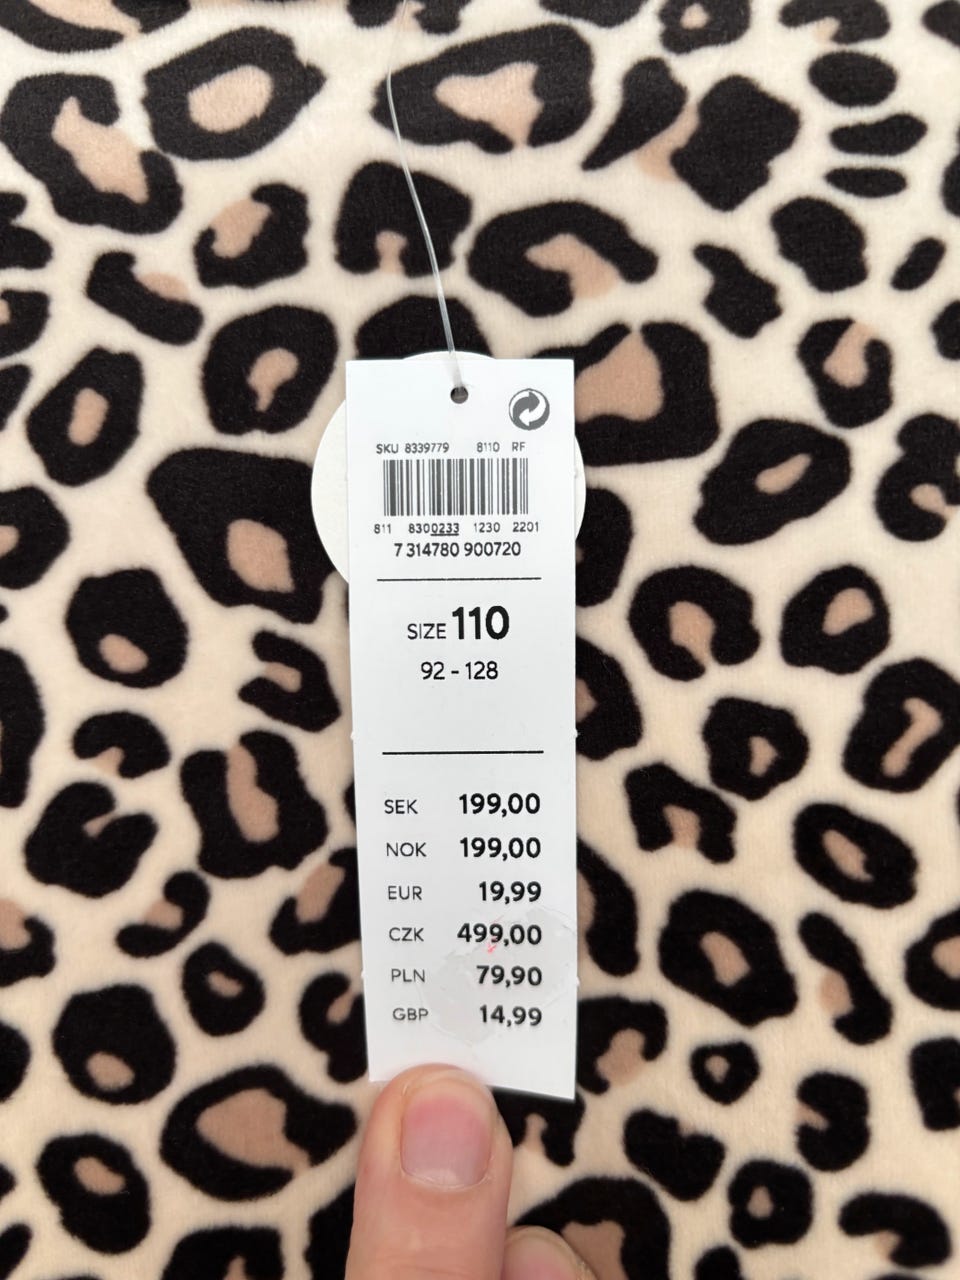 SKU 8339779 8110 RF
811 8300233 1230 2201
7 314780 900720
SIZE 110
92 - 128
SEK 199,00
NOK 199,00
EUR 19,99
CZK 499,00
PLN 79,90
GBP 14,99